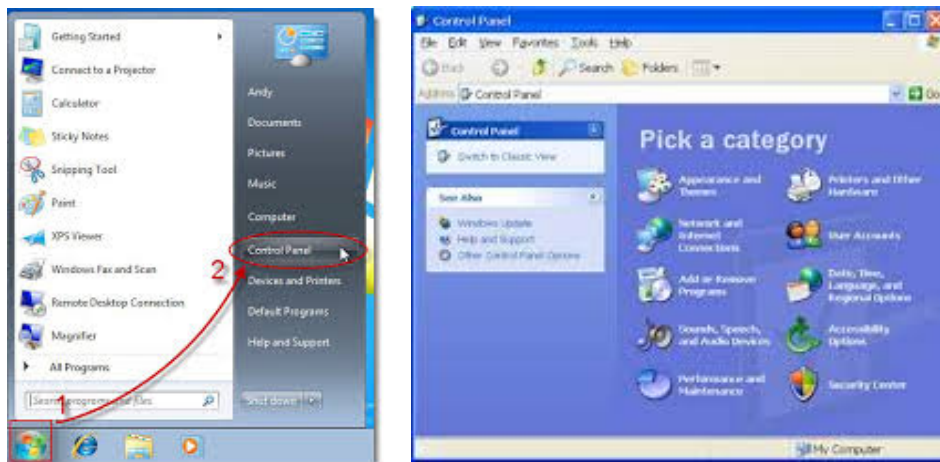 Getting Started
Connect to a Projector
Calculator
Sticky Notes
Snipping Tool
Paint
XPS Viewer
Windows Fax and Scan
Remote Desktop Connection
Magnifier
All Programs
Search programs and files
1
Andy
Documents
Pictures
Music
Computer
2
Control Panel
Devices and Printers
Default Programs
Help and Support
Shut down
Control Panel
File Edit View Favorites Tools Help
Back Search Folders
Address Control Panel Go
Control Panel
Switch to Classic View
See Also
Windows Update
Help and Support
Other Control Panel Options
Pick a category
Appearance and
Themes
Printers and Other
Hardware
Network and
Internet
Connections
User Accounts
Add or Remove
Programs
Date, Time,
Language, and
Regional Options
Sounds, Speech,
and Audio Devices
Accessibility
Options
Performance and
Maintenance
Security Center
My Computer